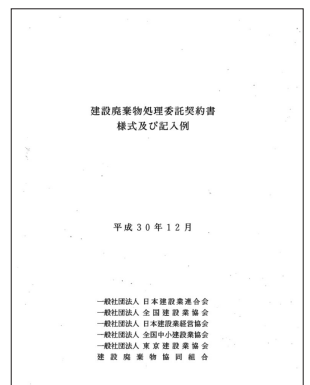 建設廃棄物処理委託契約書
様式及び記入例
平成30年12月
一般社団法人 日本建設業連合会
一般社団法人 全国建設業協会
一般社団法人 日本建設業経営協会
一般社団法人 全国中小建設業協会
一般社団法人 東京建設業協会
建設廃棄物協同組合